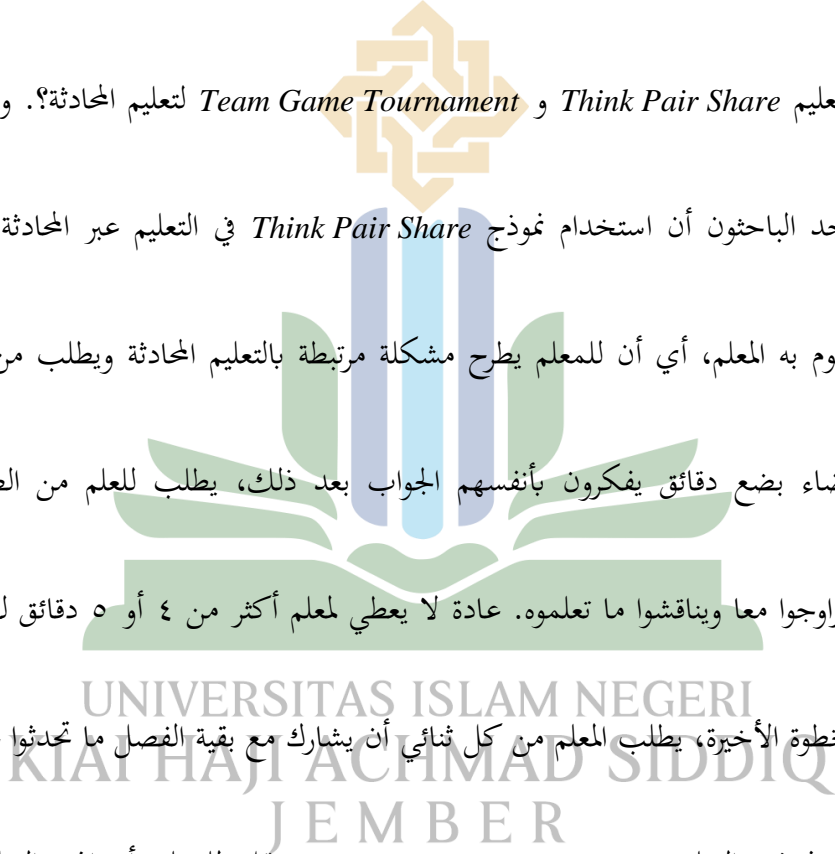 عليم Think Pair Share و Team Game Tournament لتعليم المحادثة؟. و
حد الباحثون أن استخدام نموذج Think Pair Share في التعليم عبر المحادثة
وم به المعلم، أي أن للمعلم يطرح مشكلة مرتبطة بالتعليم المحادثة ويطلب من
ضاء بضع دقائق يفكرون بأنفسهم الجواب بعد ذلك، يطلب للعلم من
زاوجوا معا ويناقشوا ما تعلموه. عادة لا يعطي لمعلم أكثر من ٤ أو ٥ دقائق
UNIVERSITAS ISLAM NEGERI
خطوة الأخيرة، يطلب المعلم من كل ثنائي أن يشارك مع بقية الفصل ما تحدثوا
KIAI HAJI ACHMAD SIDDIQ
JEMBER